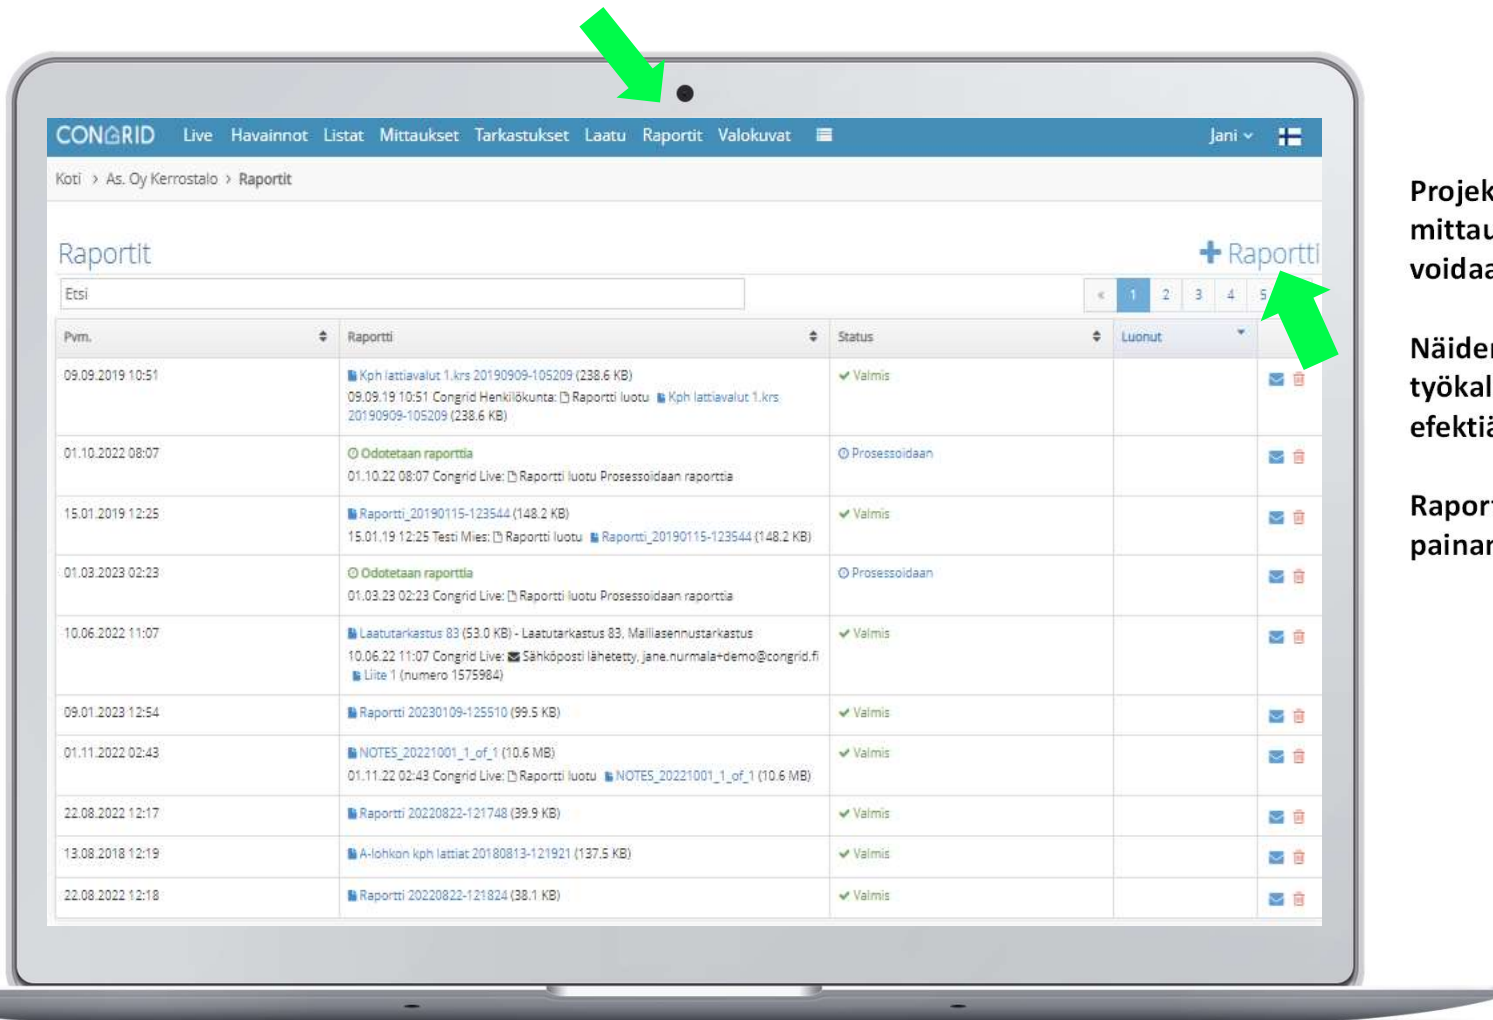 CONGRID Live Havainnot Listat Mittaukset Tarkastukset Laatu Raportit Valokuvat Jani
Koti > As. Oy Kerrostalo > Raportit
Raportit
+ Raportti
Etsi
« 1 2 3 4 5
Pvm. Raportti Status Luonut
09.09.2019 10:51 Kph lattiavalut 1.krs 20190909-105209 (238.6 KB) Valmis
09.09.19 10:51 Congrid Henkilökunta: Raportti luotu Kph lattiavalut 1.krs
20190909-105209 (238.6 KB)
01.10.2022 08:07 Odotetaan raporttia Prosessoidaan
01.10.22 08:07 Congrid Live: Raportti luotu Prosessoidaan raporttia
15.01.2019 12:25 Raportti_20190115-123544 (148.2 KB) Valmis
15.01.19 12:25 Testi Mies: Raportti luotu Raportti_20190115-123544 (148.2 KB)
01.03.2023 02:23 Odotetaan raporttia Prosessoidaan
01.03.23 02:23 Congrid Live: Raportti luotu Prosessoidaan raporttia
10.06.2022 11:07 Laatutarkastus 83 (53.0 KB) - Laatutarkastus 83, Malliasennustarkastus Valmis
10.06.22 11:07 Congrid Live: Sähköposti lähetetty, jane.nurmala+demo@congrid.fi
Liite 1 (numero 1575984)
09.01.2023 12:54 Raportti 20230109-125510 (99.5 KB) Valmis
01.11.2022 02:43 NOTES_20221001_1_of_1 (10.6 MB) Valmis
01.11.22 02:43 Congrid Live: Raportti luotu NOTES_20221001_1_of_1 (10.6 MB)
22.08.2022 12:17 Raportti 20220822-121748 (39.9 KB) Valmis
13.08.2018 12:19 A-lohkon kph lattiat 20180813-121921 (137.5 KB) Valmis
22.08.2022 12:18 Raportti 20220822-121824 (38.1 KB) Valmis
Projek
mittau
voidaa
Näider
työkal
efektiä
Raport
painar